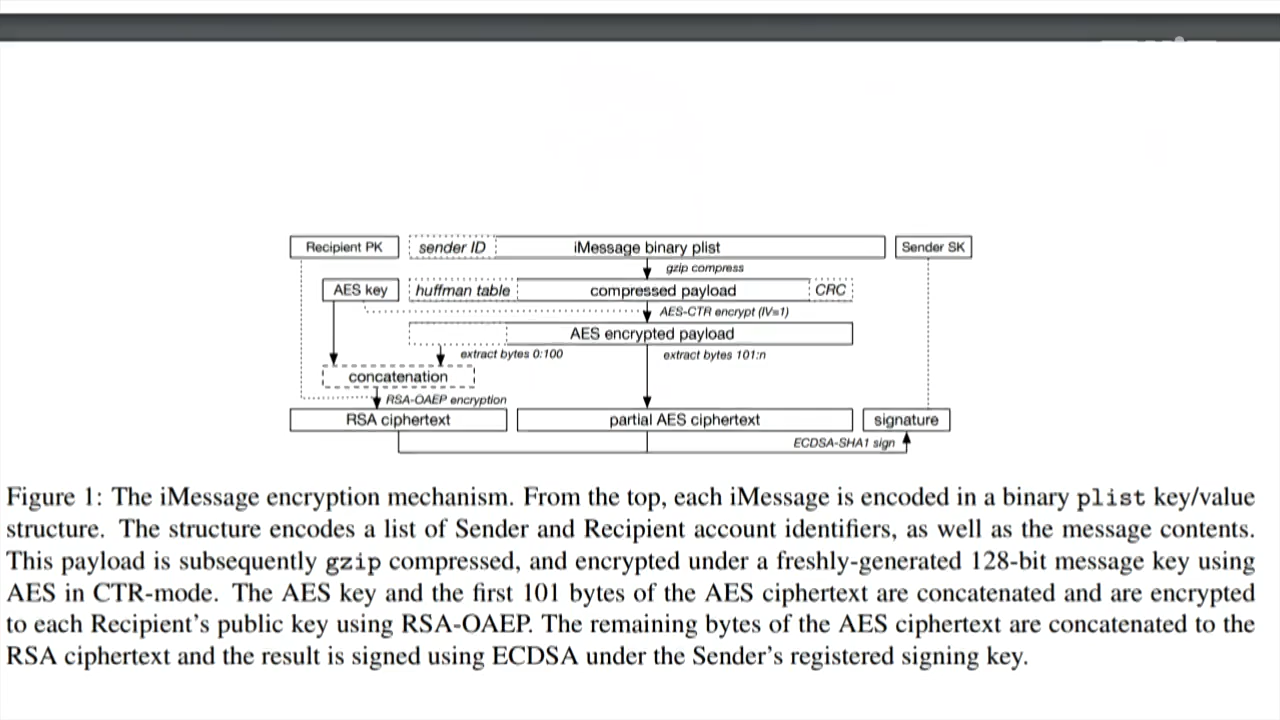 Recipient PK sender ID iMessage binary plist Sender SK
gzip compress
AES key huffman table compressed payload CRC
AES-CTR encrypt (IV=1)
AES encrypted payload
extract bytes 0:100 extract bytes 101:n
concatenation
RSA-OAEP encryption
RSA ciphertext partial AES ciphertext signature
ECDSA-SHA1 sign
Figure 1: The iMessage encryption mechanism. From the top, each iMessage is encoded in a binary plist key/value
structure. The structure encodes a list of Sender and Recipient account identifiers, as well as the message contents.
This payload is subsequently gzip compressed, and encrypted under a freshly-generated 128-bit message key using
AES in CTR-mode. The AES key and the first 101 bytes of the AES ciphertext are concatenated and are encrypted
to each Recipient's public key using RSA-OAEP. The remaining bytes of the AES ciphertext are concatenated to the
RSA ciphertext and the result is signed using ECDSA under the Sender's registered signing key.